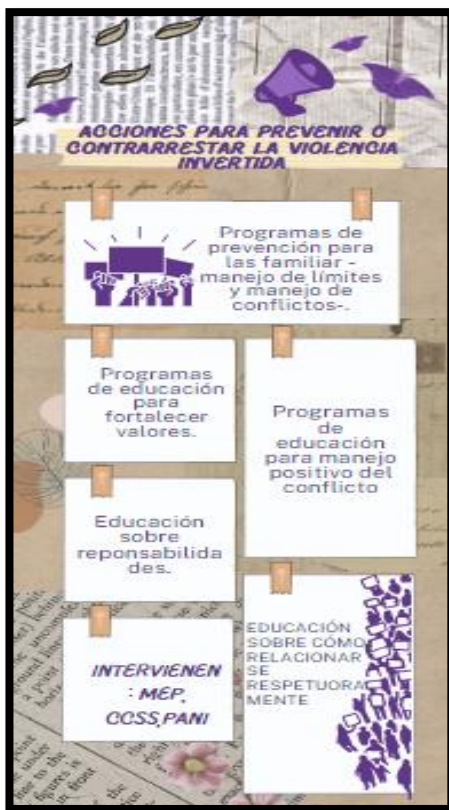 ACCIONES PARA PREVENIR O
CONTRARRESTAR LA VIOLENCIA
INVERTIDA
Programas de
prevención para
las familiar -
manejo de límites
y manejo de
conflictos-.
Programas
de educación
para
fortalecer
valores.
Programas
de
educación
para manejo
positivo del
conflicto
Educación
sobre
reponsabilida
des.
EDUCACIÓN
SOBRE CÓMO
RELACIONAR
SE
RESPETUORA
MENTE
INTERVIENEN
: MEP,
CCSS,PANI